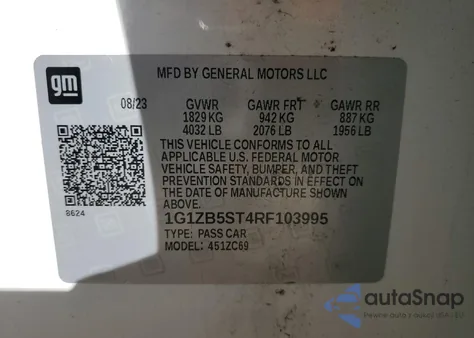 gm
MFD BY GENERAL MOTORS LLC
08/23 GVWR GAWR FRT GAWR RR
1829 KG 942 KG 887 KG
4032 LB 2076 LB 1956 LB
THIS VEHICLE CONFORMS TO ALL
APPLICABLE U.S. FEDERAL MOTOR
VEHICLE SAFETY, BUMPER, AND THEFT
PREVENTION STANDARDS IN EFFECT ON
THE DATE OF MANUFACTURE SHOWN
ABOVE.
8624
1G1ZB5ST4RF103995
TYPE: PASS CAR
MODEL: 451ZC69
autoSnap